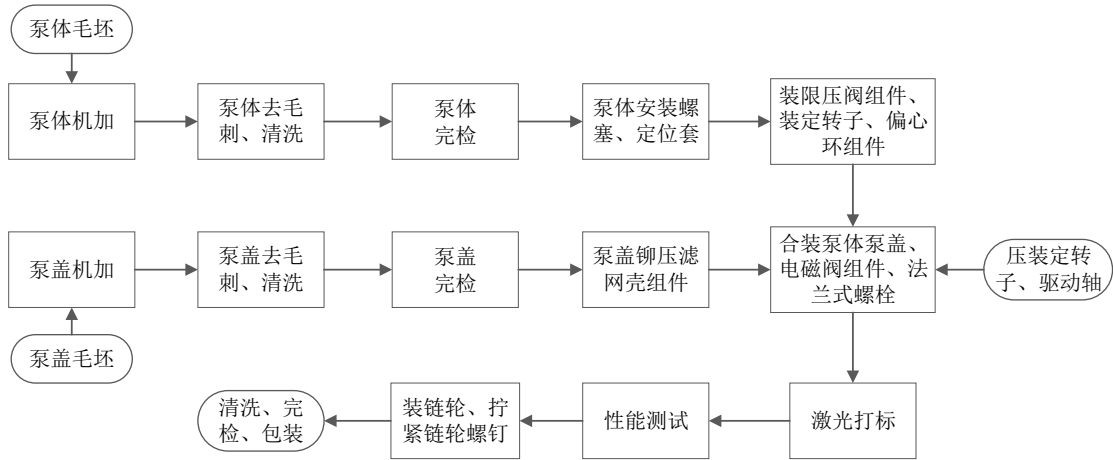 泵体毛坯
泵体机加
泵体去毛
刺、清洗
泵体
完检
泵体安装螺
塞、定位套
装限压阀组件、
装定转子、偏心
环组件
泵盖机加
泵盖去毛
刺、清洗
泵盖
完检
泵盖铆压滤
网壳组件
合装泵体泵盖、
电磁阀组件、法
兰式螺栓
压装定转
子、驱动轴
泵盖毛坯
清洗、完
检、包装
装链轮、拧
紧链轮螺钉
性能测试
激光打标